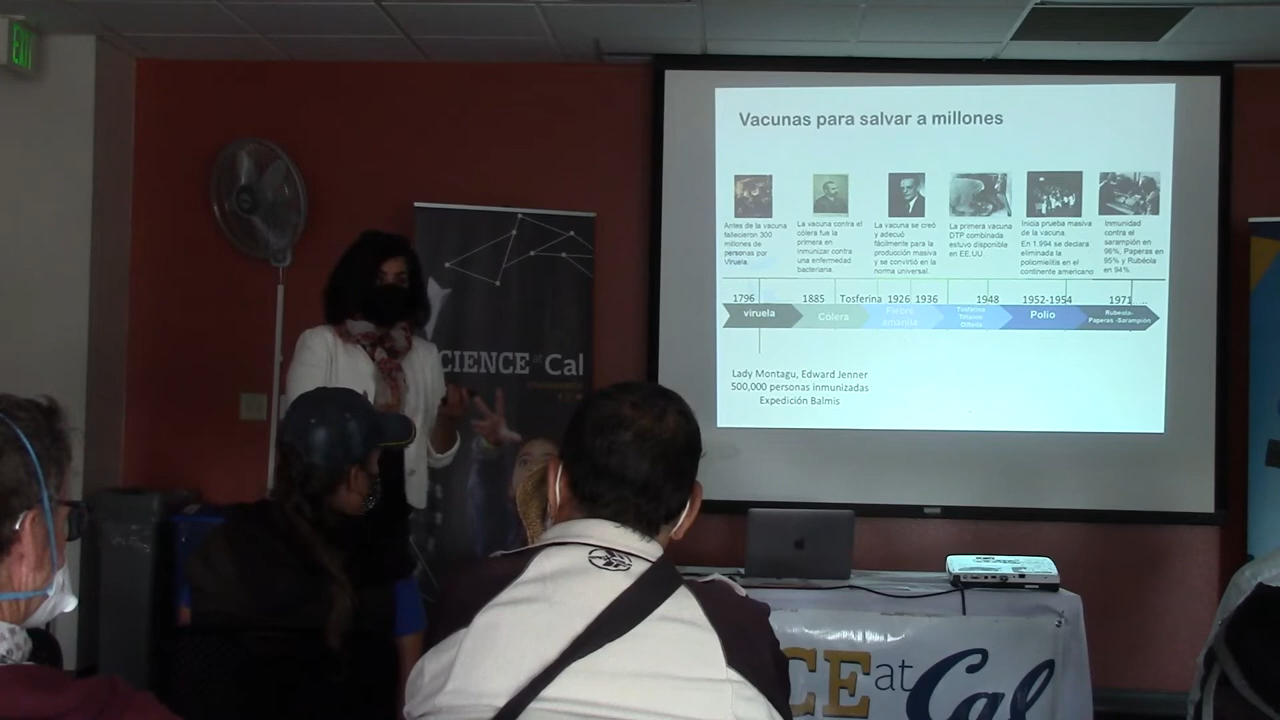 EXIT
Vacunas para salvar a millones
Antes de la vacuna
fallecieron 300
millones de
personas por
Viruela.
La vacuna contra el
cólera fue la
primera en
inmunizar contra
una enfermedad
bacteriana.
La vacuna se creó
y adecuó
fácilmente para la
producción masiva
y se convirtió en la
norma universal.
La primera vacuna
DTP combinada
estuvo disponible
en EE.UU.
Inicia prueba masiva
de la vacuna.
En 1.994 se declara
eliminada la
poliomielitis en el
continente americano
Inmunidad
contra el
sarampión en
96%, Paperas en
95% y Rubéola
en 94%.
1796 1885 Tosferina 1926 1936 1948 1952-1954 1971...
viruela
Cólera
Fiebre
amarilla
Tosferina
Tétanos
Difteria
Polio
Rubeola-
Paperas -Sarampión
Lady Montagu, Edward Jenner
500,000 personas inmunizadas
Expedición Balmis
CIENCE at Cal
CE at Cal